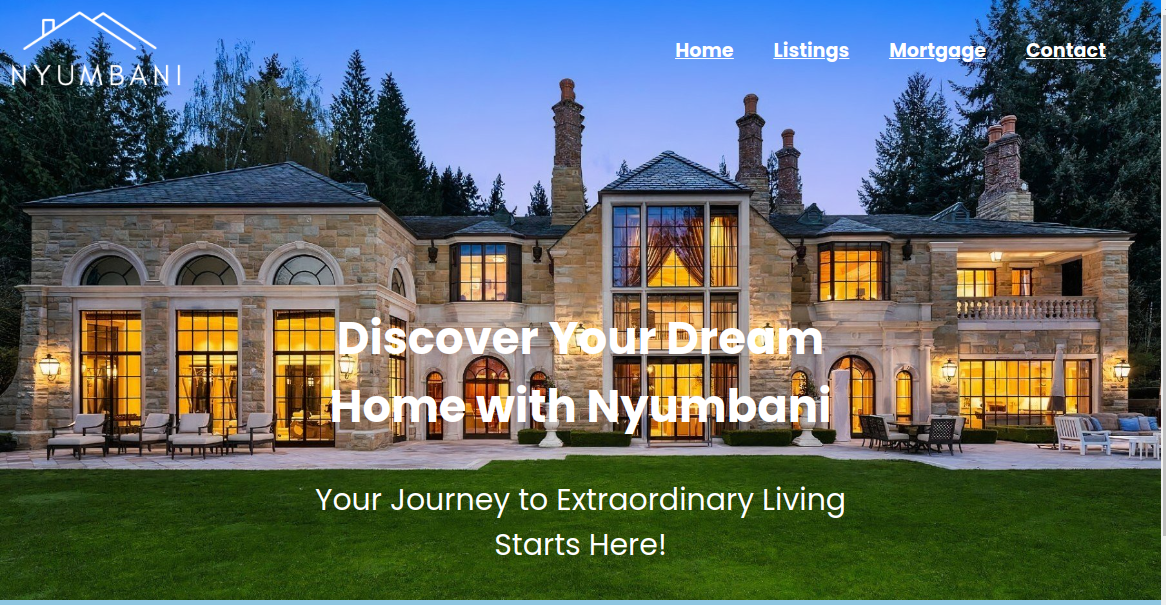 NYUMBANI
Home Listings Mortgage Contact
Discover Your Dream
Home with Nyumbani
Your Journey to Extraordinary Living
Starts Here!